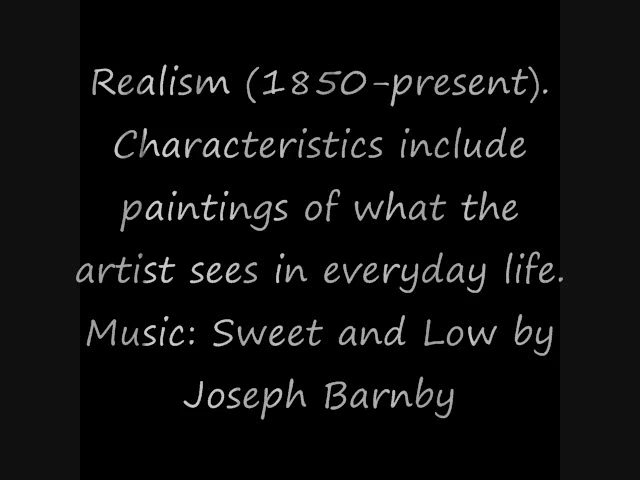 Realism (1850-present).
Characteristics include
paintings of what the
artist sees in everyday life.
Music: Sweet and Low by
Joseph Barnby